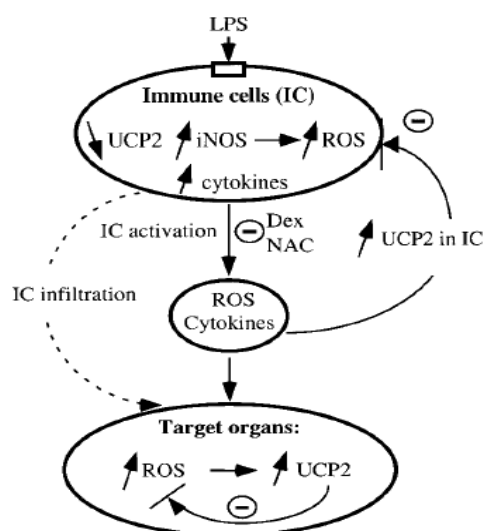 LPS
Immune cells (IC)
UCP2 iNOS ROS
cytokines
IC activation
Dex
NAC
UCP2 in IC
IC infiltration
ROS
Cytokines
Target organs:
ROS UCP2